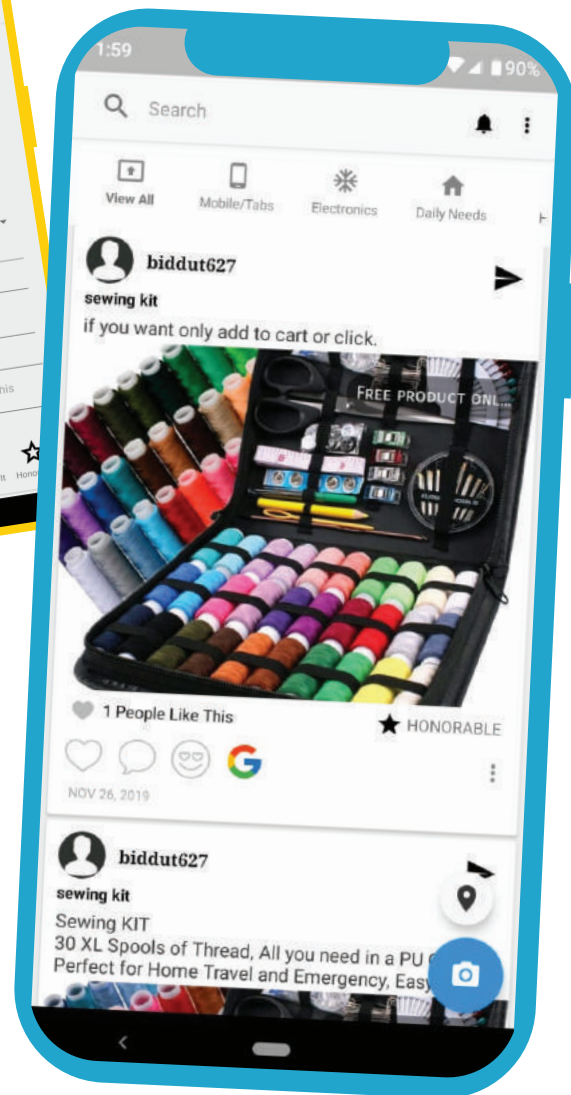 1:59
90%
Search
View All
Mobile/Tabs
Electronics
Daily Needs
biddut627
sewing kit
if you want only add to cart or click.
FREE PRODUCT ONL...
1 People Like This
HONORABLE
G
NOV 26, 2019
biddut627
sewing kit
Sewing KIT
30 XL Spools of Thread, All you need in a PU
Perfect for Home Travel and Emergency, Easy